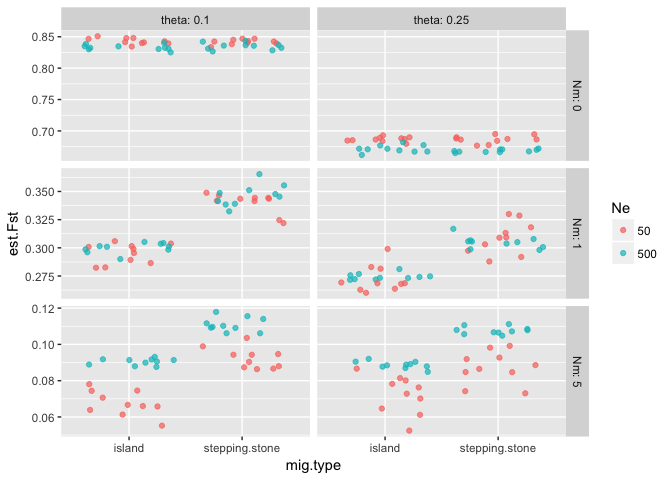 theta: 0.1
theta: 0.25
0.85
0.80
0.75
0.70
Nm: 0
0.350
0.325
0.300
0.275
Nm: 1
0.12
0.10
0.08
0.06
Nm: 5
est.Fst
island
stepping.stone
island
stepping.stone
mig.type
Ne
50
500